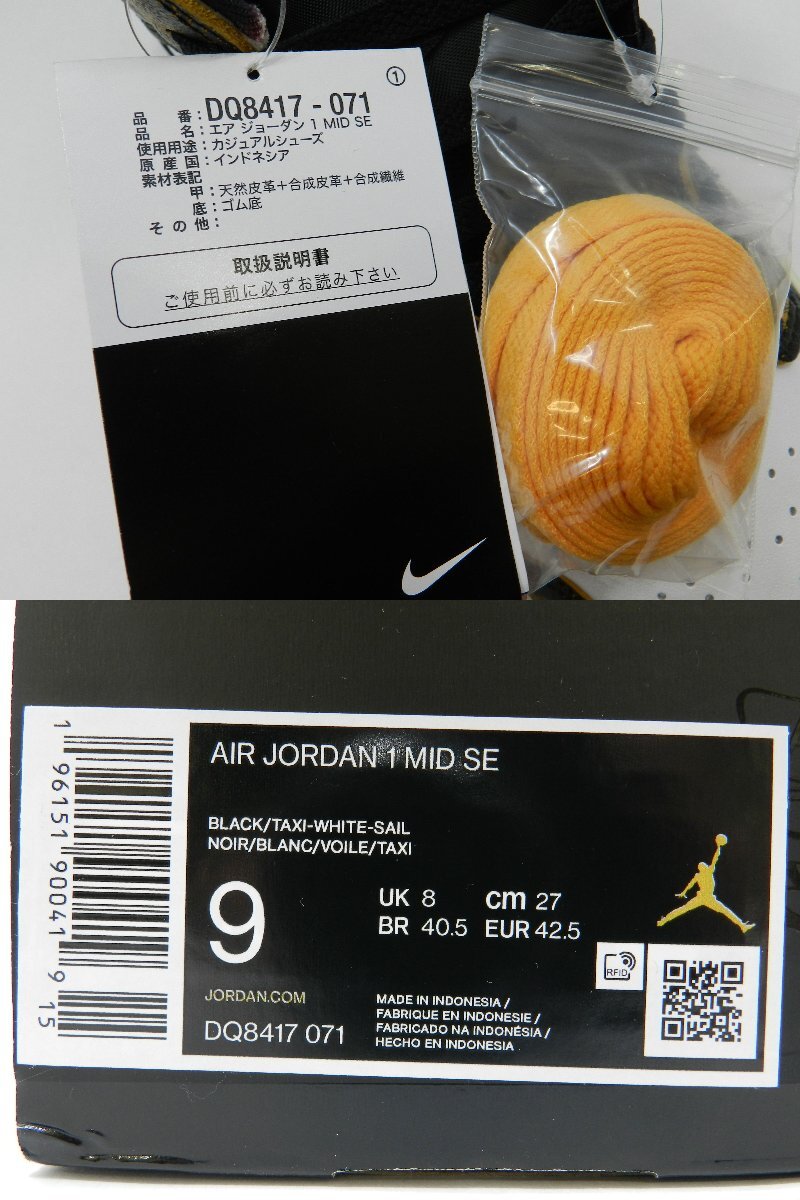 ①
品 番：DQ8417 - 071
品 名：エア ジョーダン 1 MID SE
使用用途：カジュアルシューズ
原 産 国：インドネシア
素材表記
甲：天然皮革＋合成皮革＋合成繊維
底：ゴム底
そ の 他：
取扱説明書
ご使用前に必ずお読み下さい
1 96151 90041 9 15
AIR JORDAN 1 MID SE
BLACK/TAXI-WHITE-SAIL
NOIR/BLANC/VOILE/TAXI
9
UK 8 cm 27
BR 40.5 EUR 42.5
RFID
JORDAN.COM
DQ8417 071
MADE IN INDONESIA /
FABRIQUE EN INDONESIE /
FABRICADO NA INDONÉSIA /
HECHO EN INDONESIA